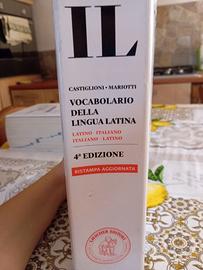 IL
CASTIGLIONI · MARIOTTI
VOCABOLARIO
DELLA
LINGUA LATINA
LATINO · ITALIANO
ITALIANO · LATINO
4ª EDIZIONE
RISTAMPA AGGIORNATA
LOESCHER EDITORE